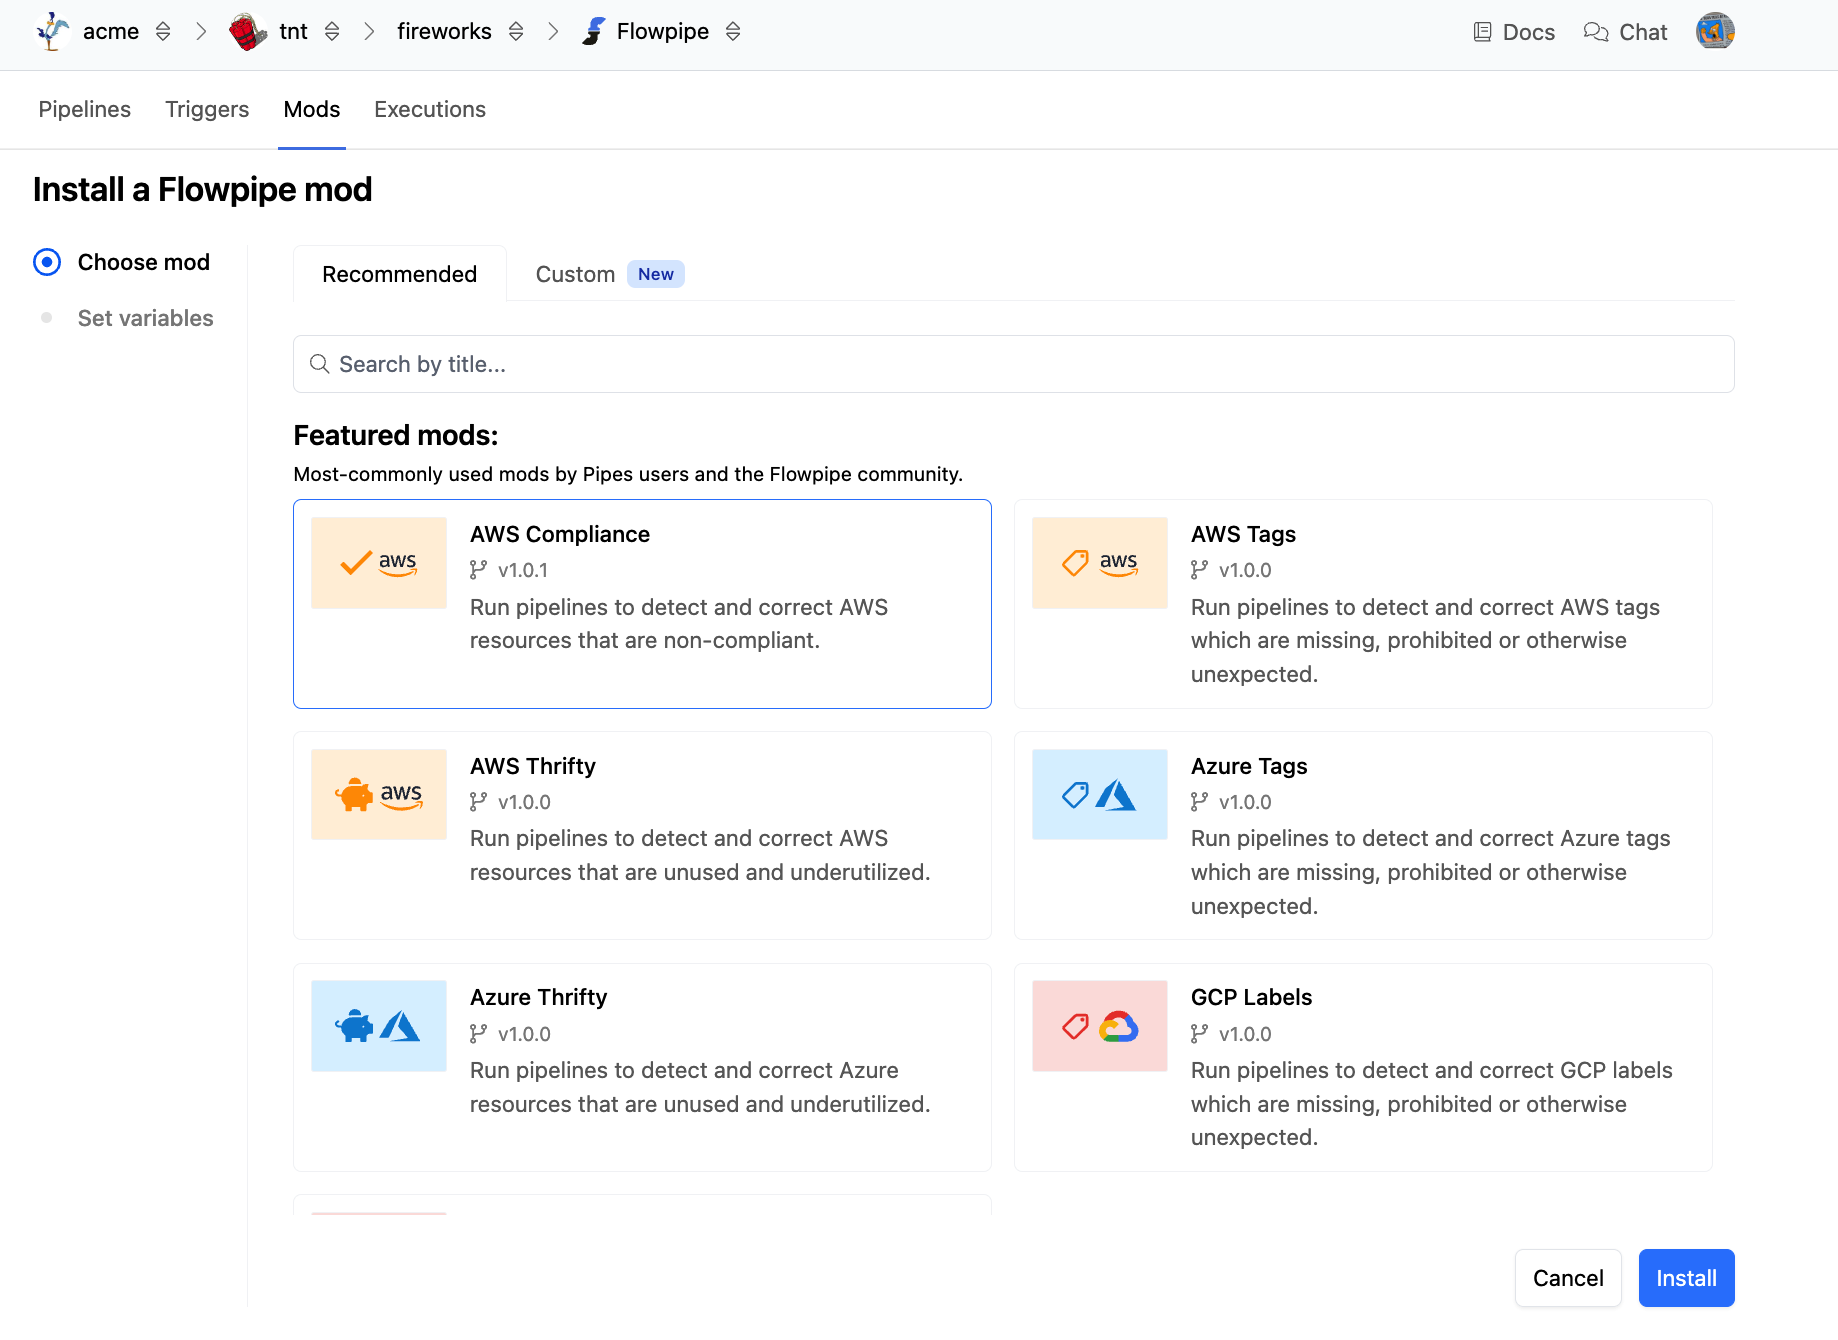 acme
tnt
fireworks
Flowpipe
Docs
Chat
Pipelines
Triggers
Mods
Executions
Install a Flowpipe mod
Choose mod
Set variables
Recommended
Custom New
Search by title...
Featured mods:
Most-commonly used mods by Pipes users and the Flowpipe community.
aws
AWS Compliance
v1.0.1
Run pipelines to detect and correct AWS
resources that are non-compliant.
aws
AWS Tags
v1.0.0
Run pipelines to detect and correct AWS tags
which are missing, prohibited or otherwise
unexpected.
aws
AWS Thrifty
v1.0.0
Run pipelines to detect and correct AWS
resources that are unused and underutilized.
Azure Tags
v1.0.0
Run pipelines to detect and correct Azure tags
which are missing, prohibited or otherwise
unexpected.
Azure Thrifty
v1.0.0
Run pipelines to detect and correct Azure
resources that are unused and underutilized.
GCP Labels
v1.0.0
Run pipelines to detect and correct GCP labels
which are missing, prohibited or otherwise
unexpected.
Cancel
Install